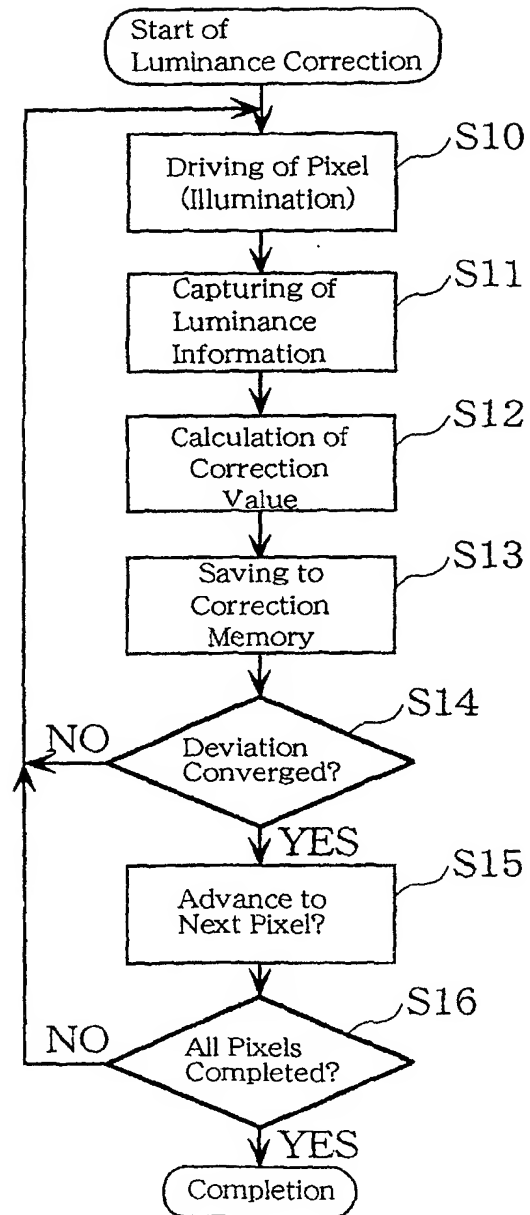 Start of
Luminance Correction
S10
Driving of Pixel
(Illumination)
S11
Capturing of
Luminance
Information
S12
Calculation of
Correction
Value
S13
Saving to
Correction
Memory
S14
NO
Deviation
Converged?
YES
S15
Advance to
Next Pixel?
S16
NO
All Pixels
Completed?
YES
Completion